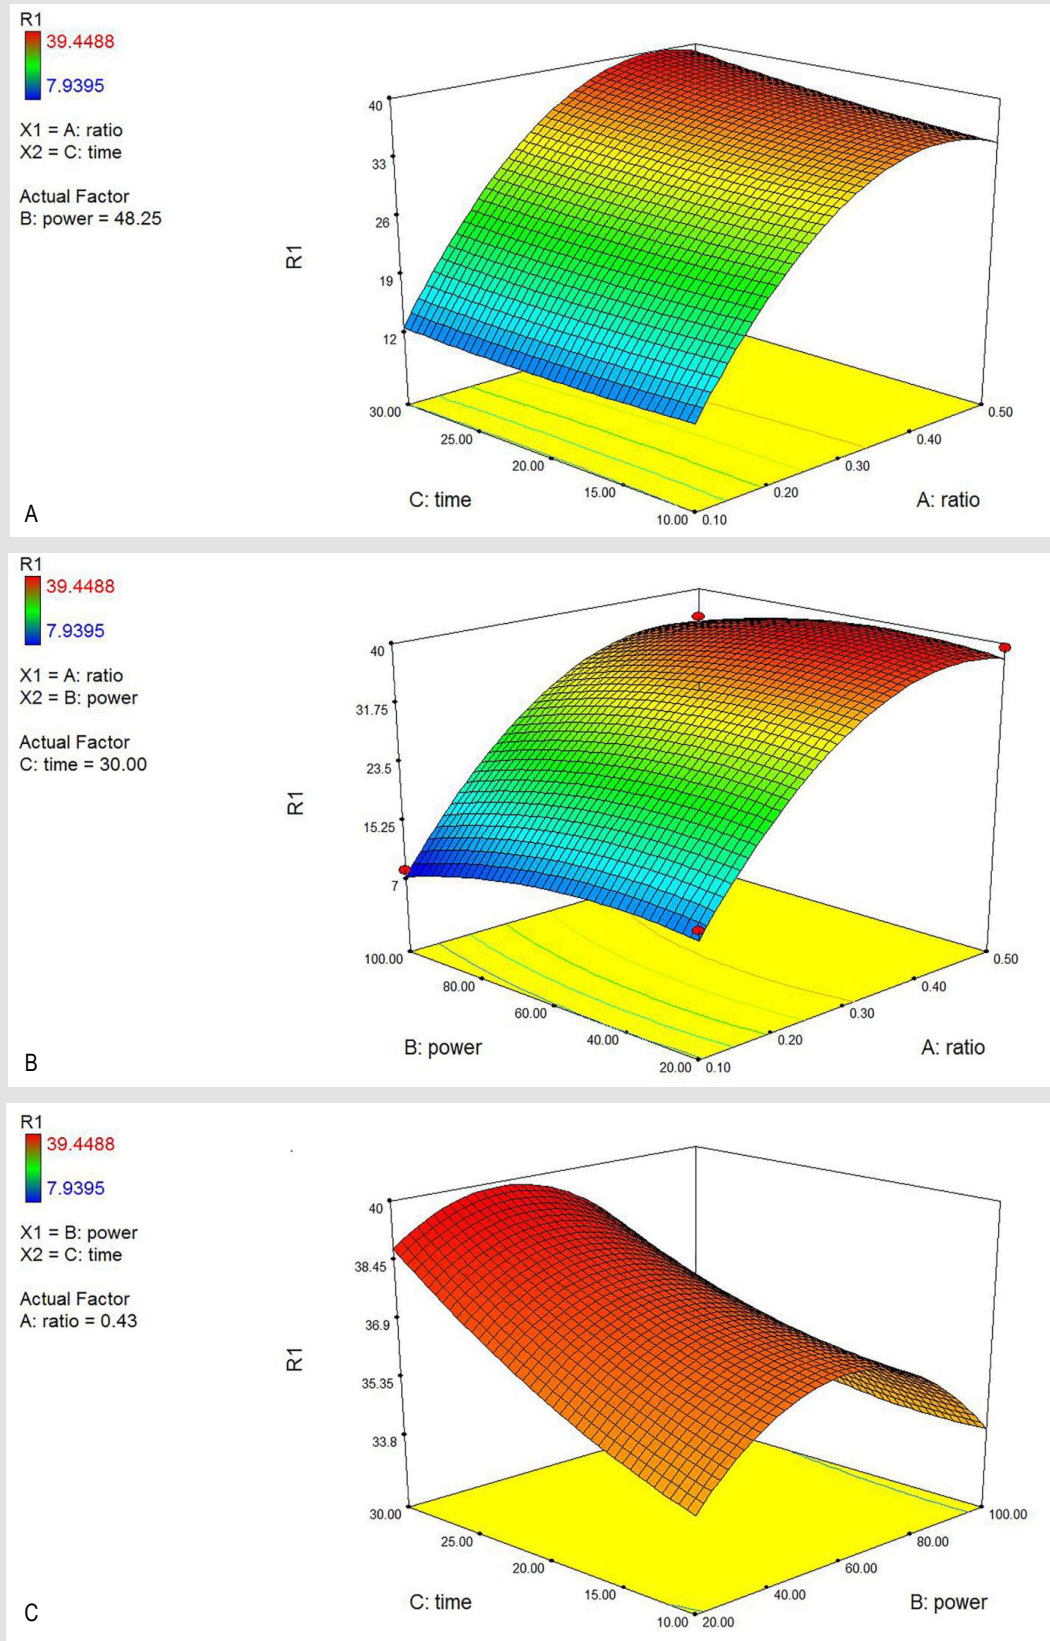 R1
39.4488
7.9395
X1 = A: ratio
X2 = C: time
Actual Factor
B: power = 48.25
40
33
26
19
12
R1
30.00
25.00
20.00
15.00
10.00
0.10
0.20
0.30
0.40
0.50
C: time
A: ratio
A
R1
39.4488
7.9395
X1 = A: ratio
X2 = B: power
Actual Factor
C: time = 30.00
40
31.75
23.5
15.25
7
R1
100.00
80.00
60.00
40.00
20.00
0.10
0.20
0.30
0.40
0.50
B: power
A: ratio
B
R1
39.4488
7.9395
X1 = B: power
X2 = C: time
Actual Factor
A: ratio = 0.43
40
38.45
36.9
35.35
33.8
R1
30.00
25.00
20.00
15.00
10.00
20.00
40.00
60.00
80.00
100.00
C: time
B: power
C